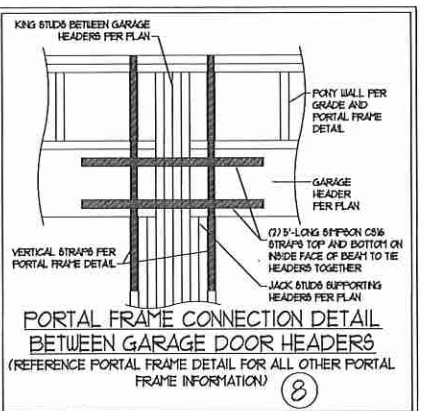 KING STUDS BETWEEN GARAGE
HEADERS PER PLAN
PONY WALL PER
GRADE AND
PORTAL FRAME
DETAIL
GARAGE
HEADER
PER PLAN
(2) 5'-LONG SIMPSON CS16
STRAPS TOP AND BOTTOM ON
INSIDE FACE OF BEAM TO TIE
HEADERS TOGETHER
VERTICAL STRAPS PER
PORTAL FRAME DETAIL
JACK STUDS SUPPORTING
HEADERS PER PLAN
PORTAL FRAME CONNECTION DETAIL
BETWEEN GARAGE DOOR HEADERS
(REFERENCE PORTAL FRAME DETAIL FOR ALL OTHER PORTAL
FRAME INFORMATION)
8